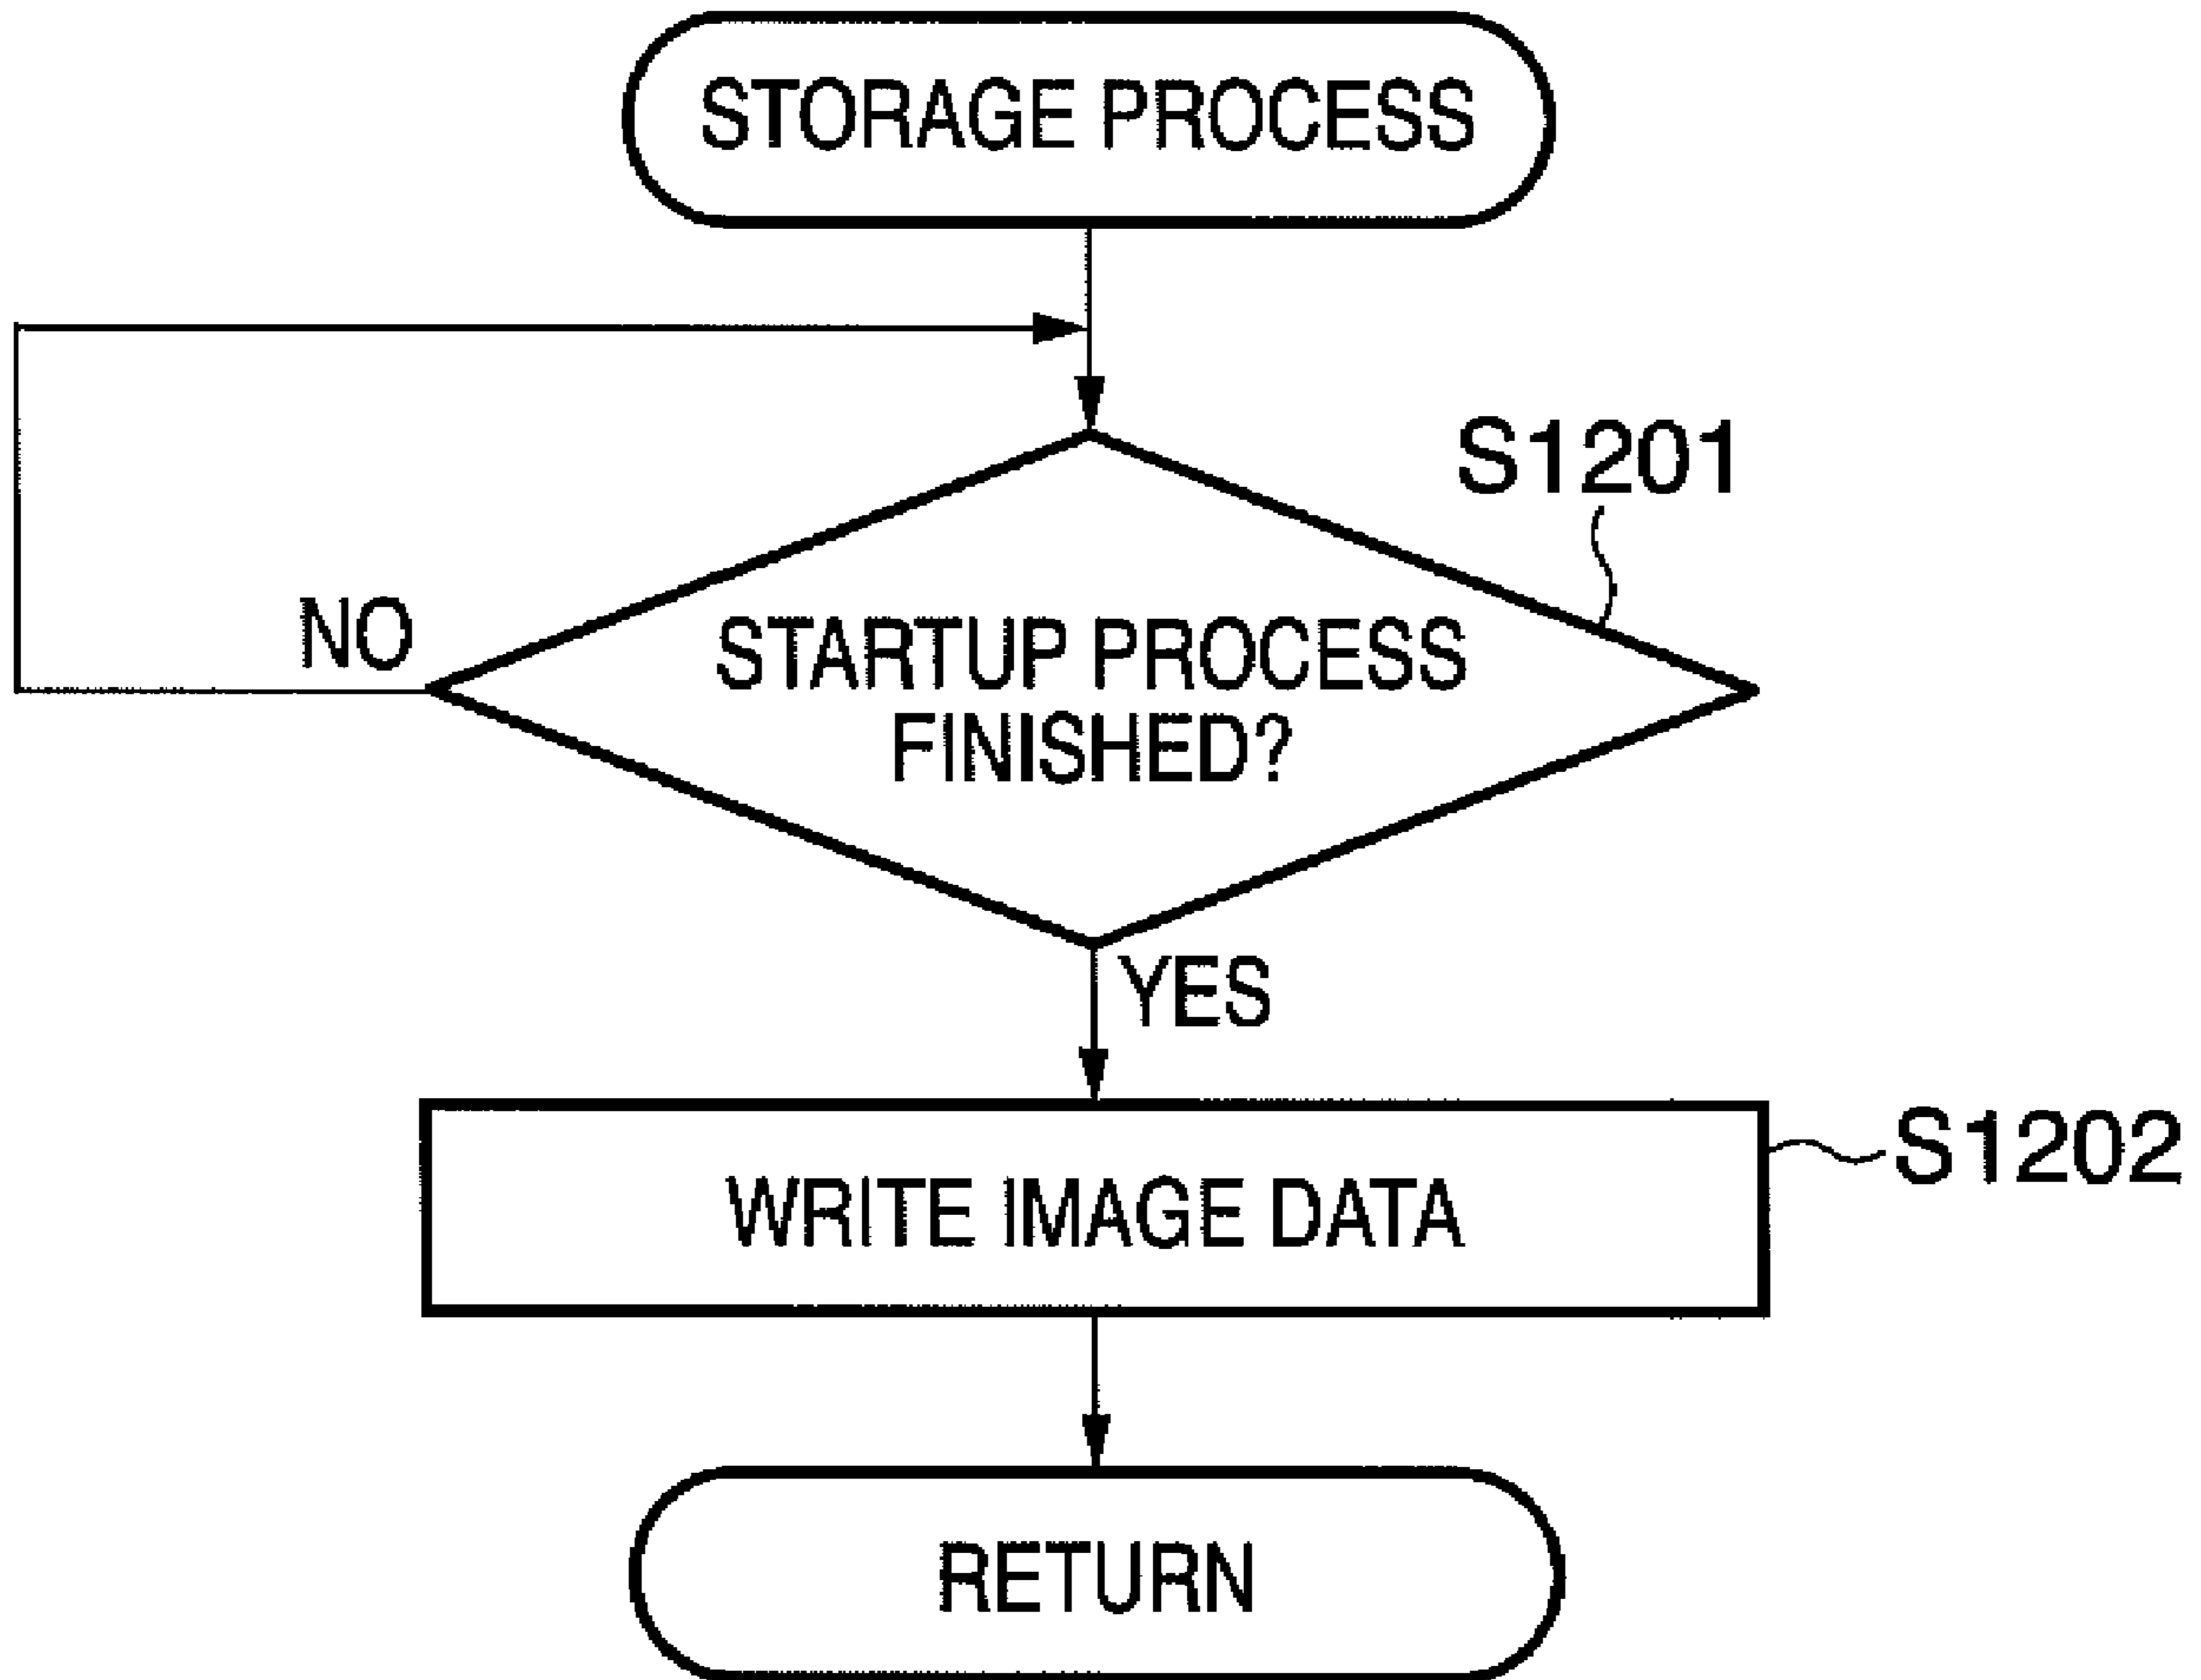 STORAGE PROCESS
S1201
NO
STARTUP PROCESS
FINISHED?
YES
WRITE IMAGE DATA
S1202
RETURN